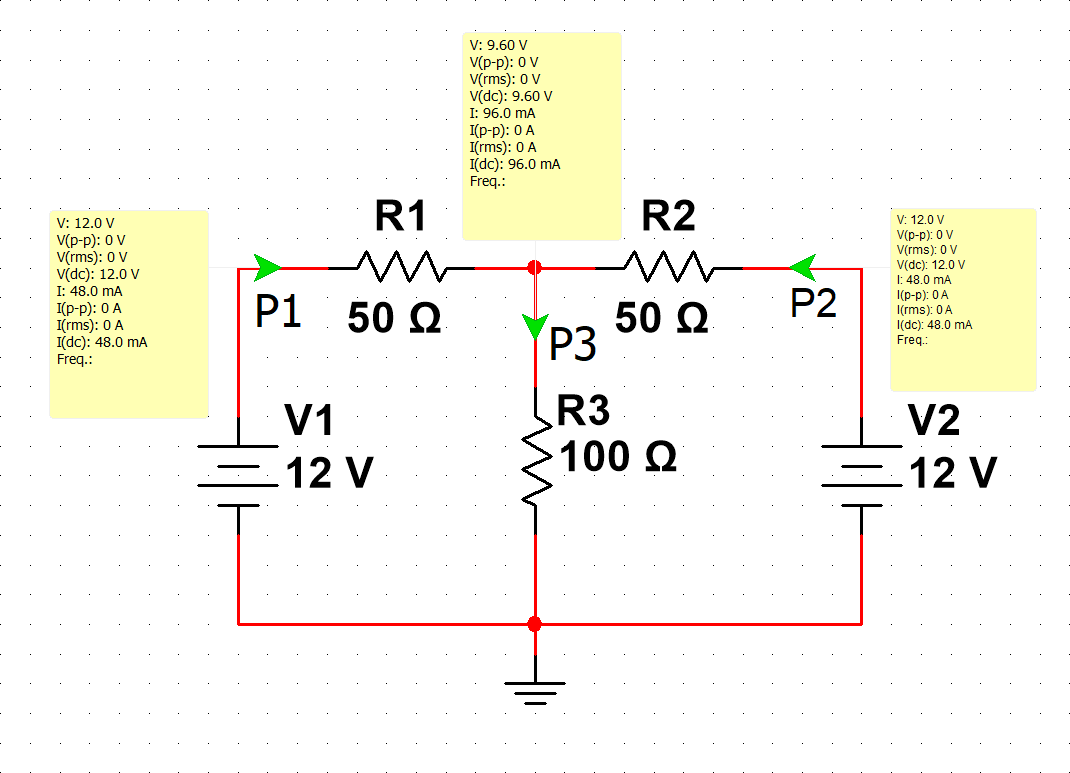 V: 9.60 V
V(p-p): 0 V
V(rms): 0 V
V(dc): 9.60 V
I: 96.0 mA
I(p-p): 0 A
I(rms): 0 A
I(dc): 96.0 mA
Freq.:
V: 12.0 V
V(p-p): 0 V
V(rms): 0 V
V(dc): 12.0 V
I: 48.0 mA
I(p-p): 0 A
I(rms): 0 A
I(dc): 48.0 mA
Freq.:
R1
R2
V: 12.0 V
V(p-p): 0 V
V(rms): 0 V
V(dc): 12.0 V
I: 48.0 mA
I(p-p): 0 A
I(rms): 0 A
I(dc): 48.0 mA
Freq.:
P1
50 Ω
50 Ω
P2
P3
V1
12 V
R3
100 Ω
V2
12 V